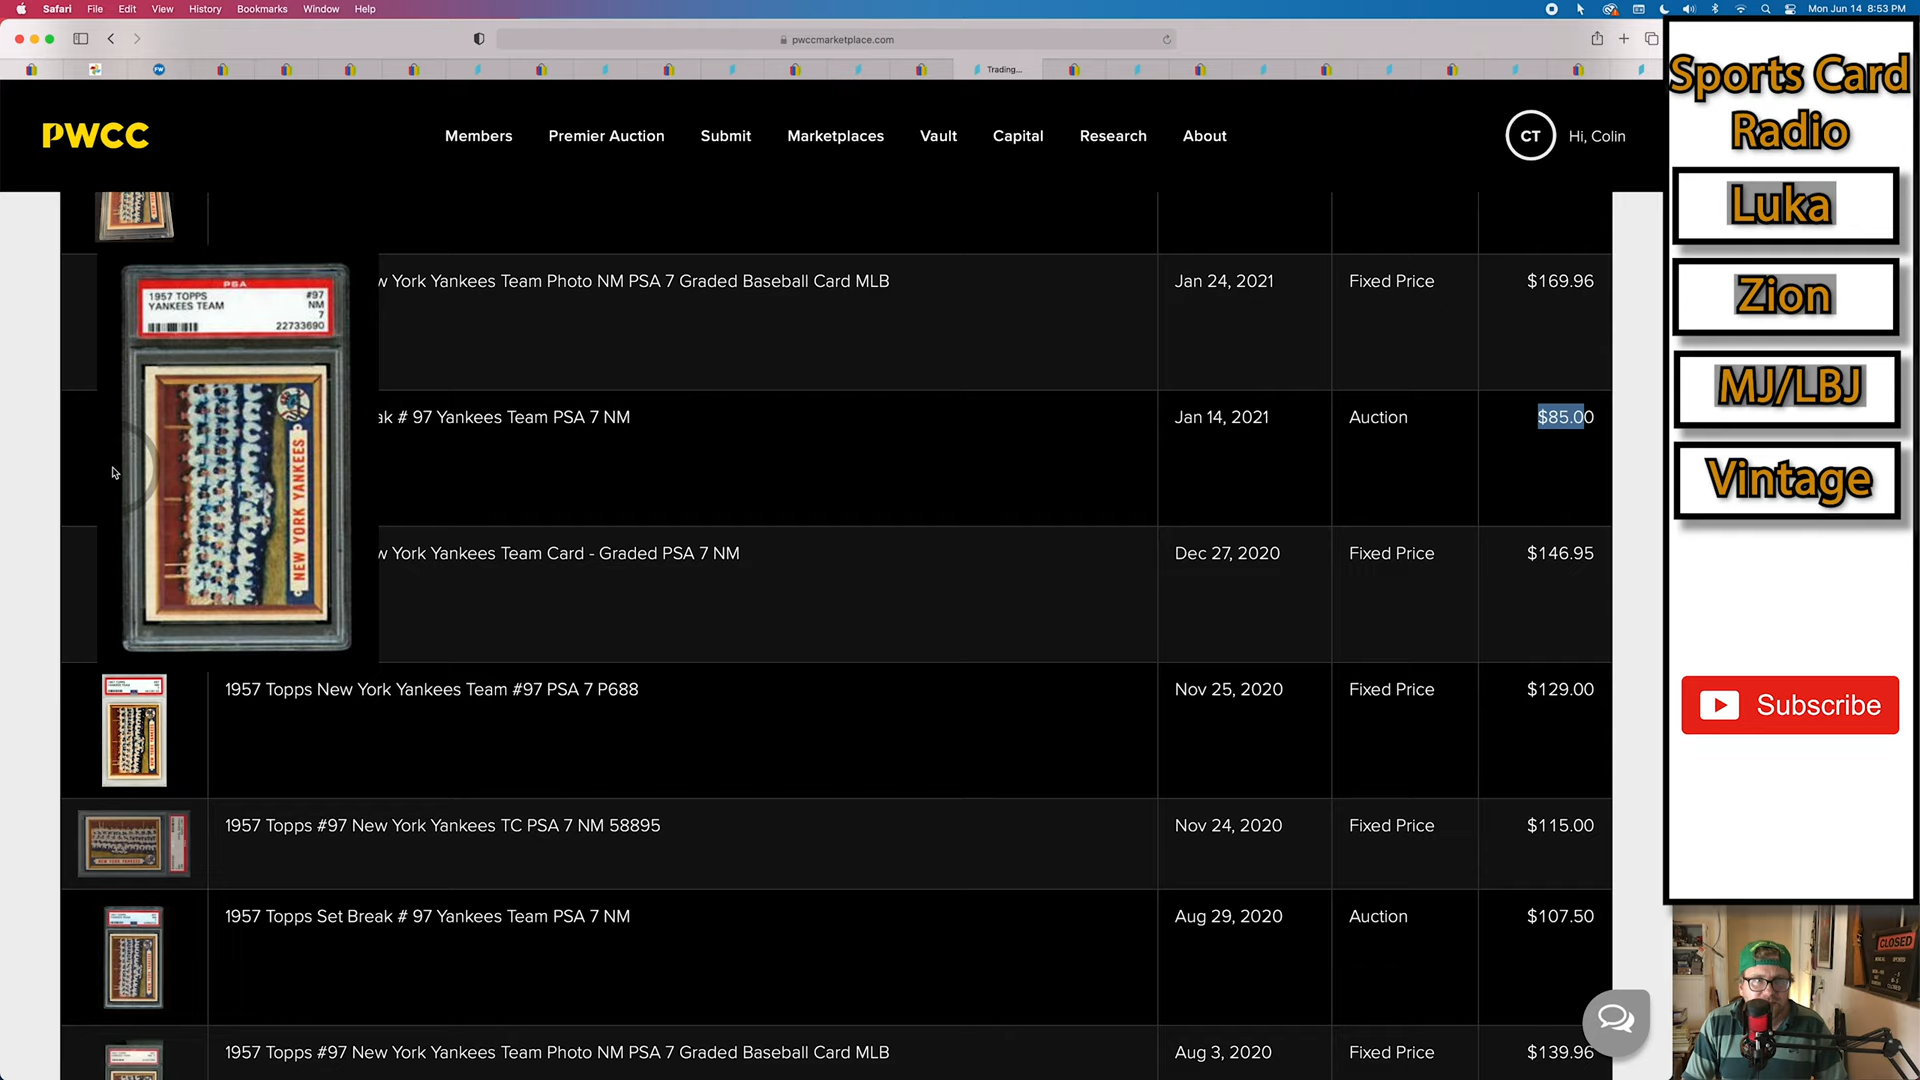 Safari File Edit View History Bookmarks Window Help
Mon Jun 14 8:53 PM
pwccmarketplace.com
FW
Trading...
PWCC
Members Premier Auction Submit Marketplaces Vault Capital Research About
CT Hi, Colin
w York Yankees Team Photo NM PSA 7 Graded Baseball Card MLB Jan 24, 2021 Fixed Price $169.96
PSA
1957 TOPPS #97
YANKEES TEAM NM
7
22733690
NEW YORK YANKEES
ak # 97 Yankees Team PSA 7 NM Jan 14, 2021 Auction $85.00
w York Yankees Team Card - Graded PSA 7 NM Dec 27, 2020 Fixed Price $146.95
1957 Topps New York Yankees Team #97 PSA 7 P688 Nov 25, 2020 Fixed Price $129.00
1957 Topps #97 New York Yankees TC PSA 7 NM 58895 Nov 24, 2020 Fixed Price $115.00
NEW YORK YANKEES
1957 Topps Set Break # 97 Yankees Team PSA 7 NM Aug 29, 2020 Auction $107.50
1957 Topps #97 New York Yankees Team Photo NM PSA 7 Graded Baseball Card MLB Aug 3, 2020 Fixed Price $139.96
Sports Card
Radio
Luka
Zion
MJ/LBJ
Vintage
Subscribe
CLOSED